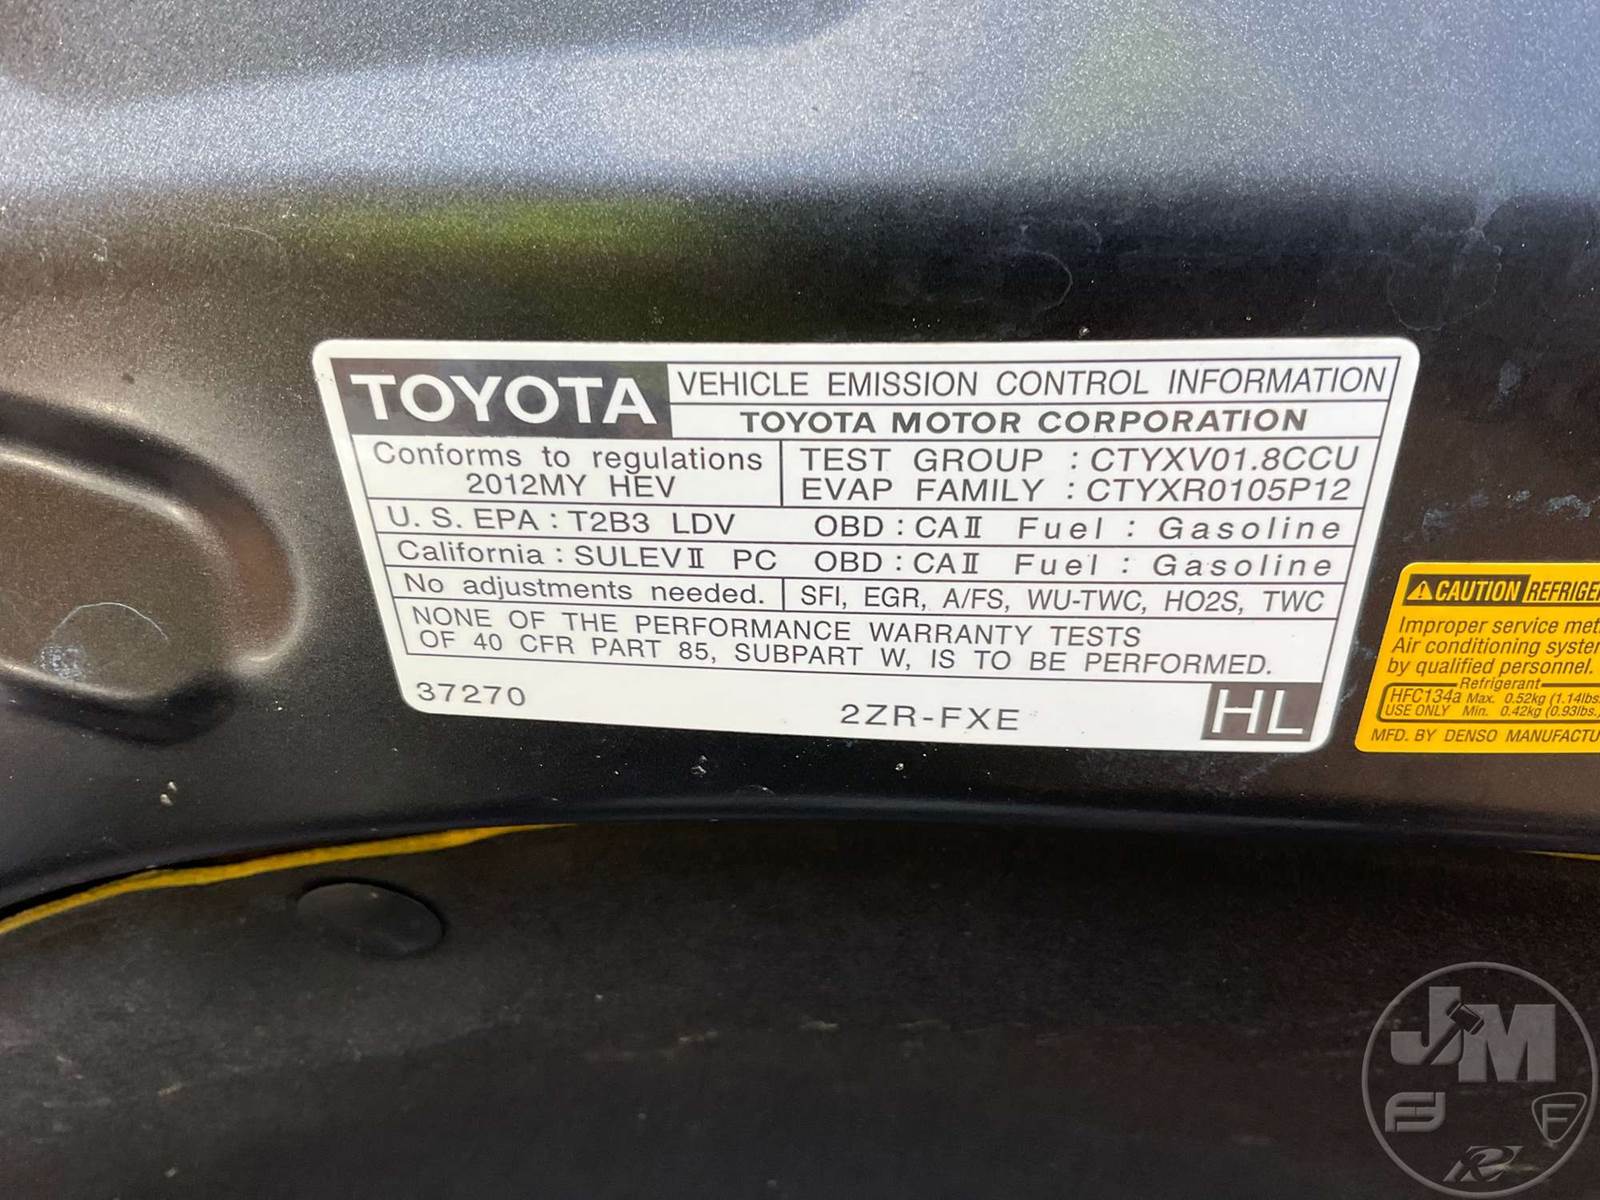 TOYOTA
VEHICLE EMISSION CONTROL INFORMATION
TOYOTA MOTOR CORPORATION
Conforms to regulations
2012MY HEV
TEST GROUP : CTYXV01.8CCU
EVAP FAMILY : CTYXR0105P12
U.S. EPA : T2B3 LDV OBD : CAⅡ Fuel : Gasoline
California : SULEVⅡ PC OBD : CAⅡ Fuel : Gasoline
No adjustments needed. SFI, EGR, A/FS, WU-TWC, HO2S, TWC
NONE OF THE PERFORMANCE WARRANTY TESTS
OF 40 CFR PART 85, SUBPART W, IS TO BE PERFORMED.
37270 2ZR-FXE HL
CAUTION
Improper service
Air conditioning
by qualified personnel.
Refrigerant
HFC134a Max. 0.52kg (1.14lbs.
USE ONLY Min. 0.42kg (0.93lbs.
MFD. BY DENSO
JM